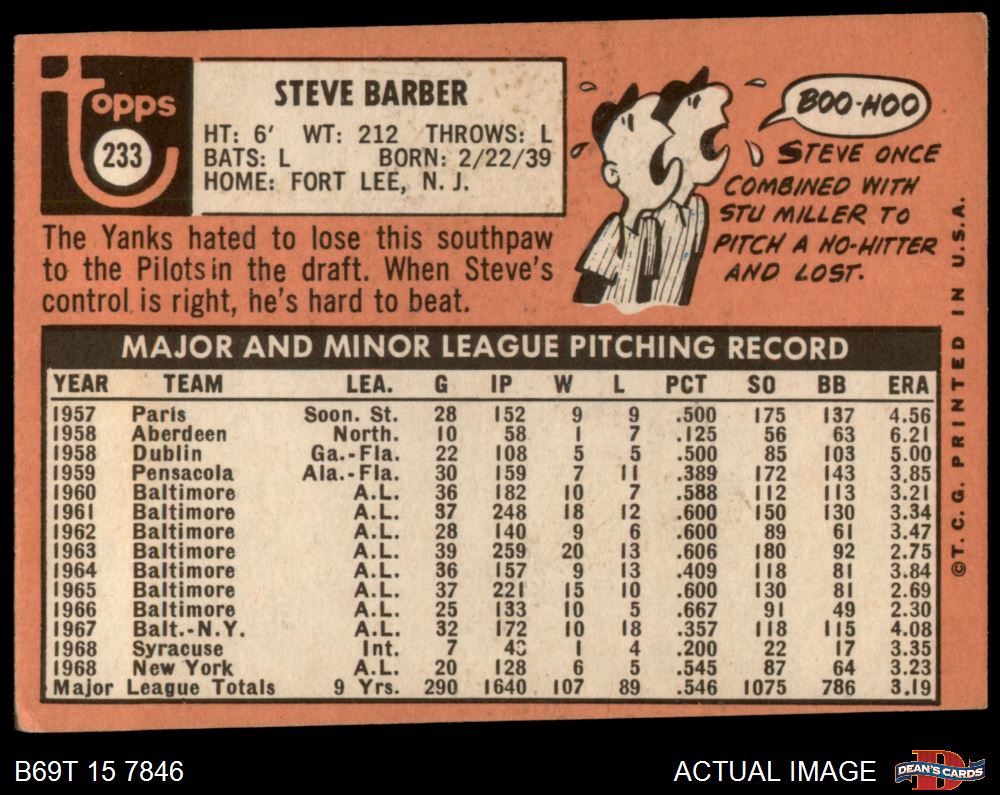 Topps
233
STEVE BARBER
HT: 6' WT: 212 THROWS: L
BATS: L BORN: 2/22/39
HOME: FORT LEE, N. J.
The Yanks hated to lose this southpaw
to the Pilots in the draft. When Steve's
control is right, he's hard to beat.
BOO-HOO
STEVE ONCE
COMBINED WITH
STU MILLER TO
PITCH A NO-HITTER
AND LOST.
MAJOR AND MINOR LEAGUE PITCHING RECORD
YEAR TEAM LEA. G IP W L PCT SO BB ERA
1957 Paris Soon. St. 28 152 9 9 .500 175 137 4.56
1958 Aberdeen North. 10 58 1 7 .125 56 63 6.21
1958 Dublin Ga.-Fla. 22 108 5 5 .500 85 103 5.00
1959 Pensacola Ala.-Fla. 30 159 7 11 .389 172 143 3.85
1960 Baltimore A.L. 36 182 10 7 .588 112 113 3.21
1961 Baltimore A.L. 37 248 18 12 .600 150 130 3.34
1962 Baltimore A.L. 28 140 9 6 .600 89 61 3.47
1963 Baltimore A.L. 39 259 20 13 .606 180 92 2.75
1964 Baltimore A.L. 36 157 9 13 .409 118 81 3.84
1965 Baltimore A.L. 37 221 15 10 .600 130 81 2.69
1966 Baltimore A.L. 25 133 10 5 .667 91 49 2.30
1967 Balt.-N.Y. A.L. 32 172 10 18 .357 118 115 4.08
1968 Syracuse Int. 7 1 4 .200 22 17 3.35
1968 New York A.L. 20 128 6 5 .545 87 64 3.23
Major League Totals 9 Yrs. 290 1640 107 89 .546 1075 786 3.19
©T. C. G. PRINTED IN U.S.A.
B69T 15 7846
ACTUAL IMAGE
D
DEAN'S CARDS